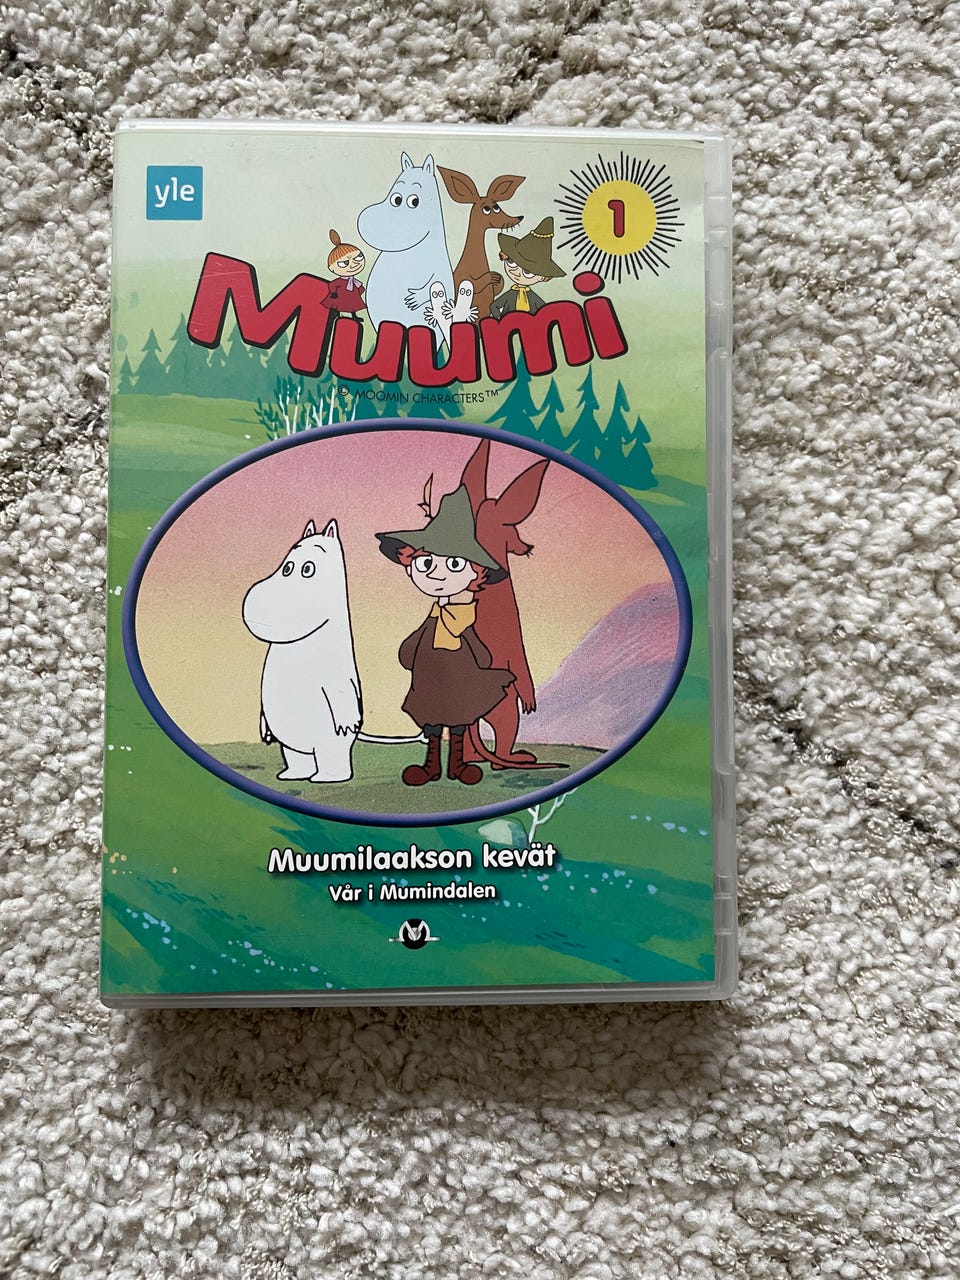 yle
1
Muumi
© MOOMIN CHARACTERS™
Muumilaakson kevät
Vår i Mumindalen